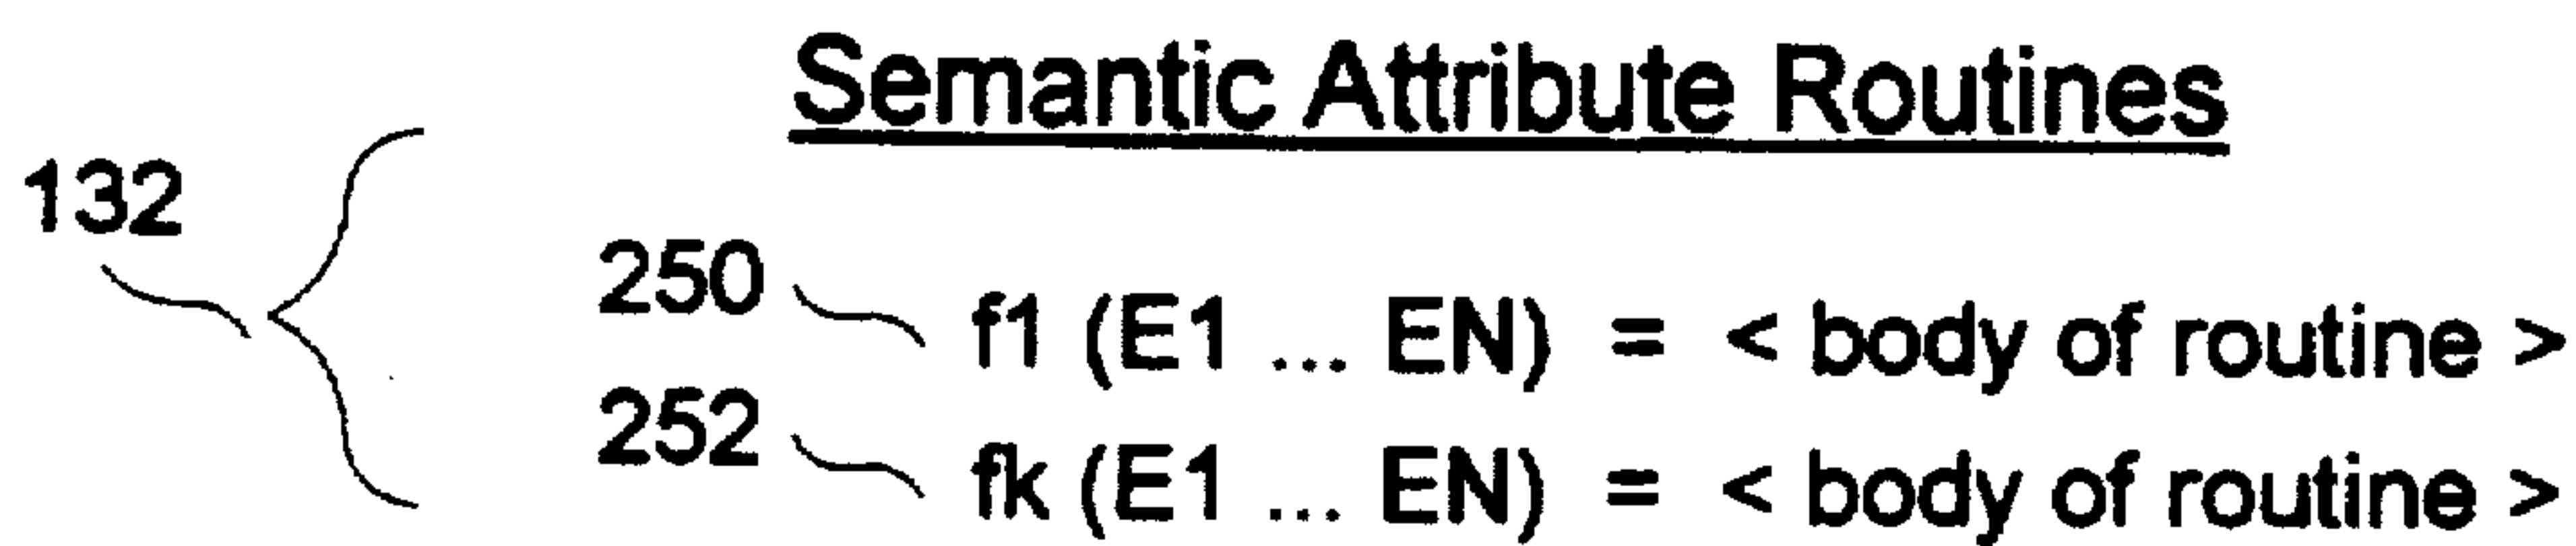 Semantic Attribute Routines
132
250 f1 (E1 ... EN) = < body of routine >
252 fk (E1 ... EN) = < body of routine >